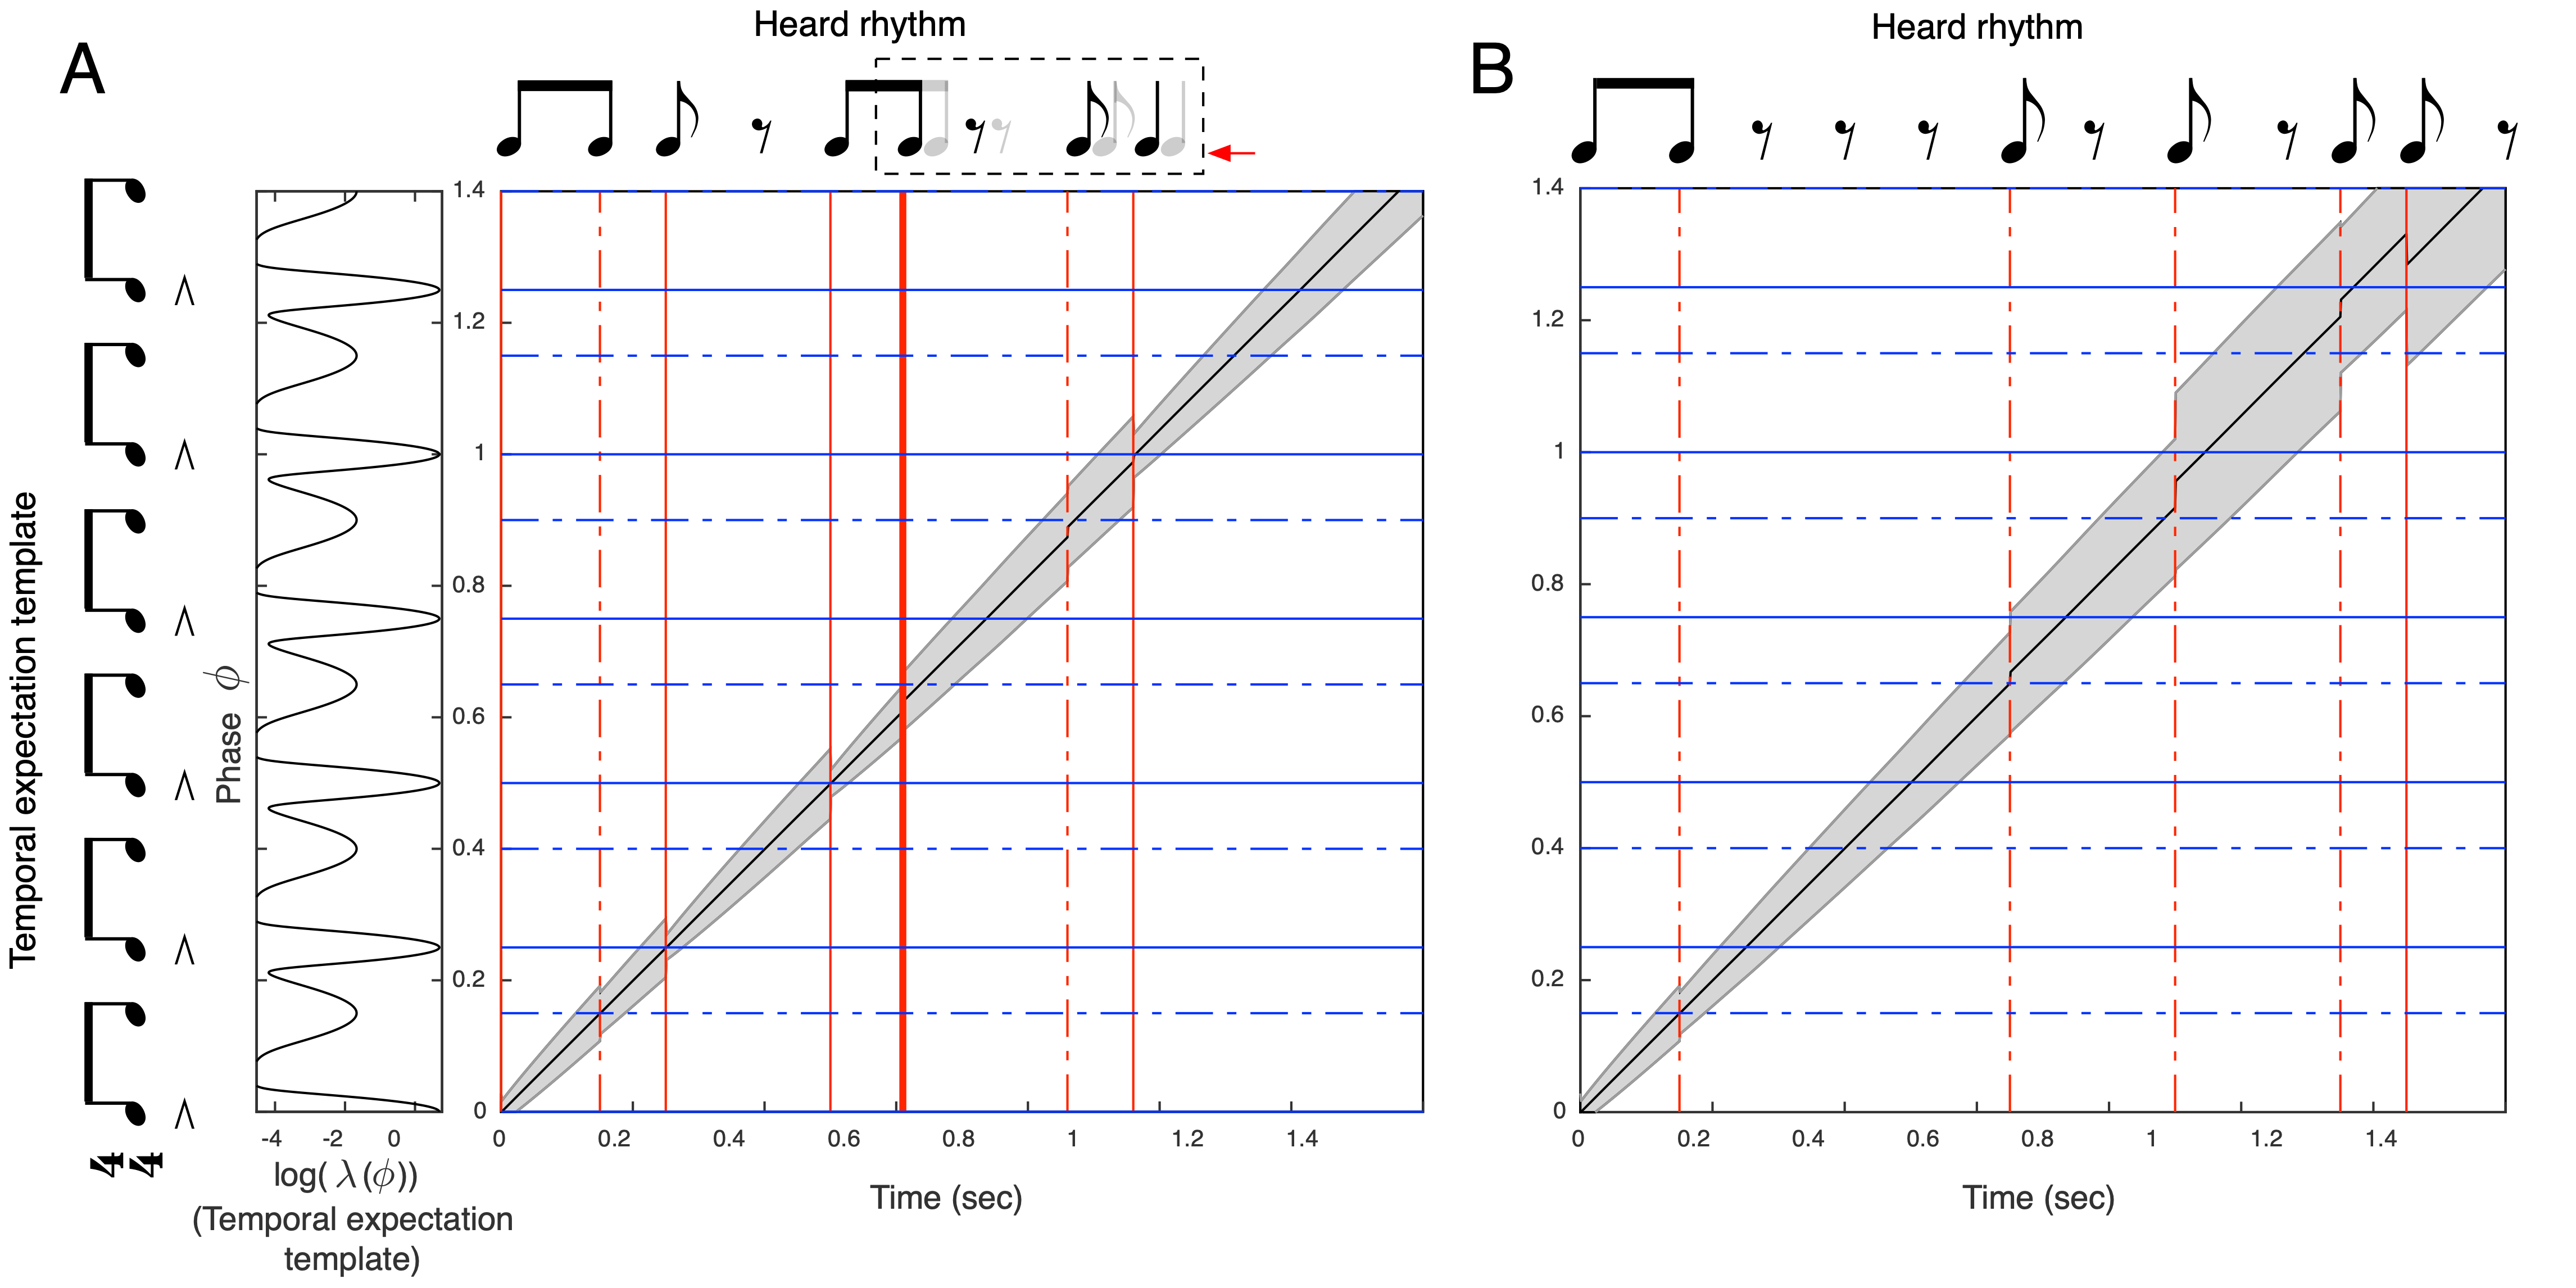 Heard rhythm
A
Temporal expectation template
4 4
Phase ϕ
-4 -2 0
log( λ (ϕ))
(Temporal expectation
template)
1.4
1.2
1
0.8
0.6
0.4
0.2
0
0 0.2 0.4 0.6 0.8 1 1.2 1.4
Time (sec)
Heard rhythm
B
1.4
1.2
1
0.8
0.6
0.4
0.2
0
0 0.2 0.4 0.6 0.8 1 1.2 1.4
Time (sec)